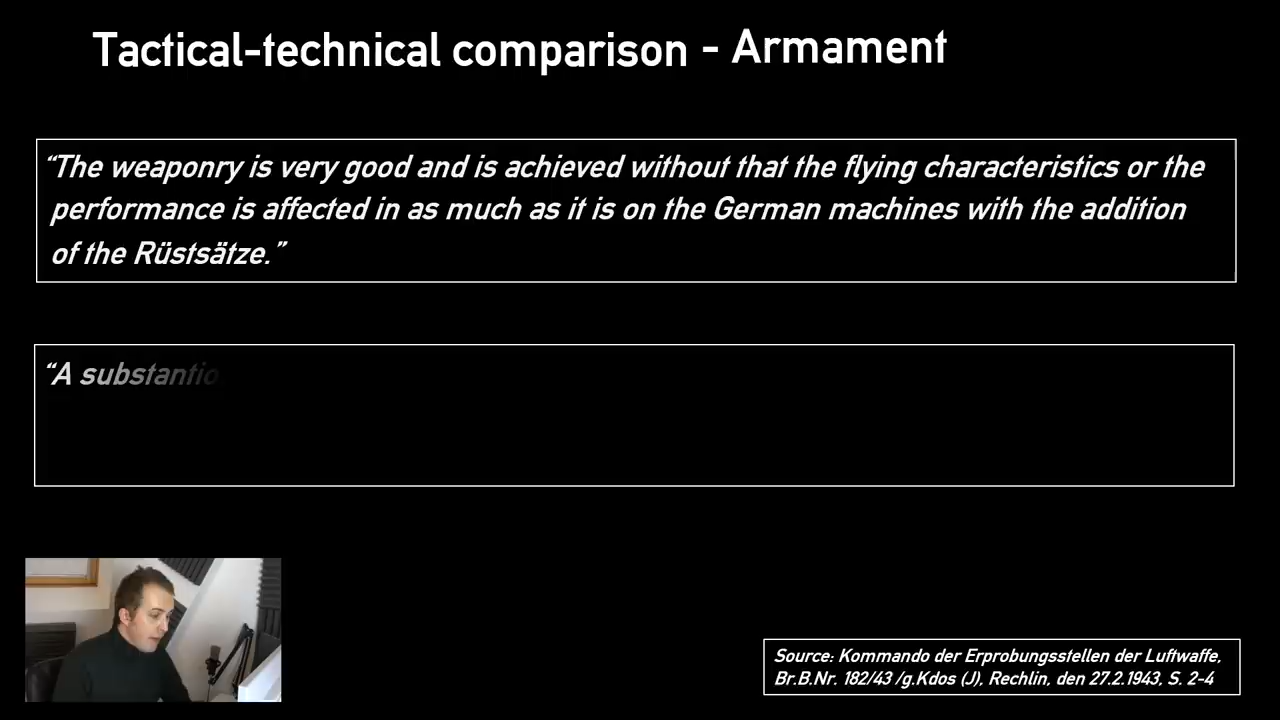 Tactical-technical comparison - Armament
“The weaponry is very good and is achieved without that the flying characteristics or the
performance is affected in as much as it is on the German machines with the addition
of the Rüstsätze.”
“A substantio
Source: Kommando der Erprobungsstellen der Luftwaffe,
Br.B.Nr. 182/43 /g.Kdos (J), Rechlin, den 27.2.1943, S. 2-4